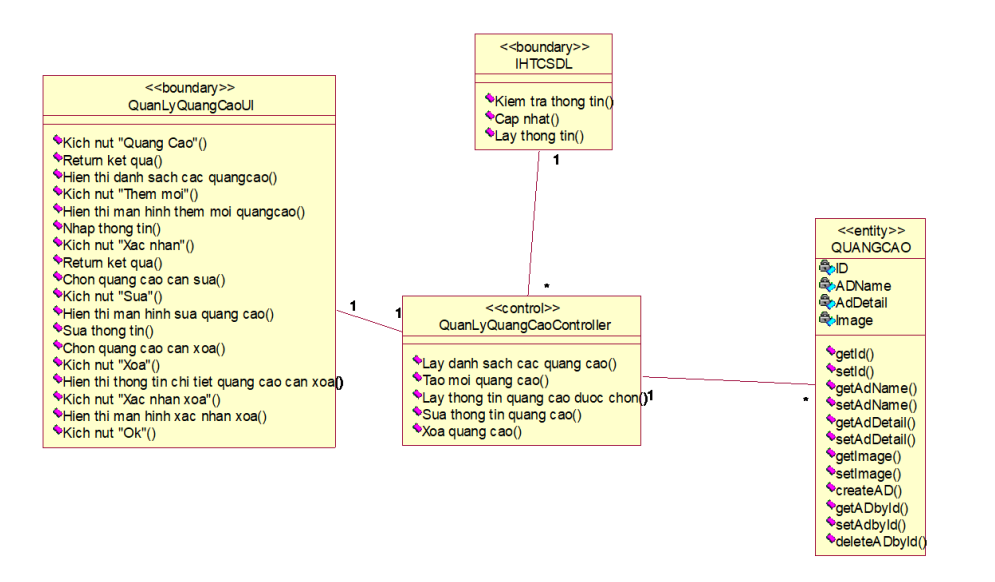 <<boundary>>
QuanLyQuangCaoUI
Kich nut "Quang Cao"()
Return ket qua()
Hien thi danh sach cac quangcao()
Kich nut "Them moi"()
Hien thi man hinh them moi quangcao()
Nhap thong tin()
Kich nut "Xac nhan"()
Return ket qua()
Chon quang cao can sua()
Kich nut "Sua"()
Hien thi man hinh sua quang cao()
Sua thong tin()
Chon quang cao can xoa()
Kich nut "Xoa"()
Hien thi thong tin chi tiet quang cao can xoa()
Kich nut "Xac nhan xoa"()
Hien thi man hinh xac nhan xoa()
Kich nut "Ok"()
1
1
<<boundary>>
IHTCSDL
Kiem tra thong tin()
Cap nhat()
Lay thong tin()
1
*
<<control>>
QuanLyQuangCaoController
Lay danh sach cac quang cao()
Tao moi quang cao()
Lay thong tin quang cao duoc chon()
Sua thong tin quang cao()
Xoa quang cao()
1
*
<<entity>>
QUANGCAO
ID
ADName
AdDetail
Image
getId()
setId()
getAdName()
setAdName()
getAdDetail()
setAdDetail()
getImage()
setImage()
createAD()
getADbyId()
setAdbyId()
deleteADbyId()